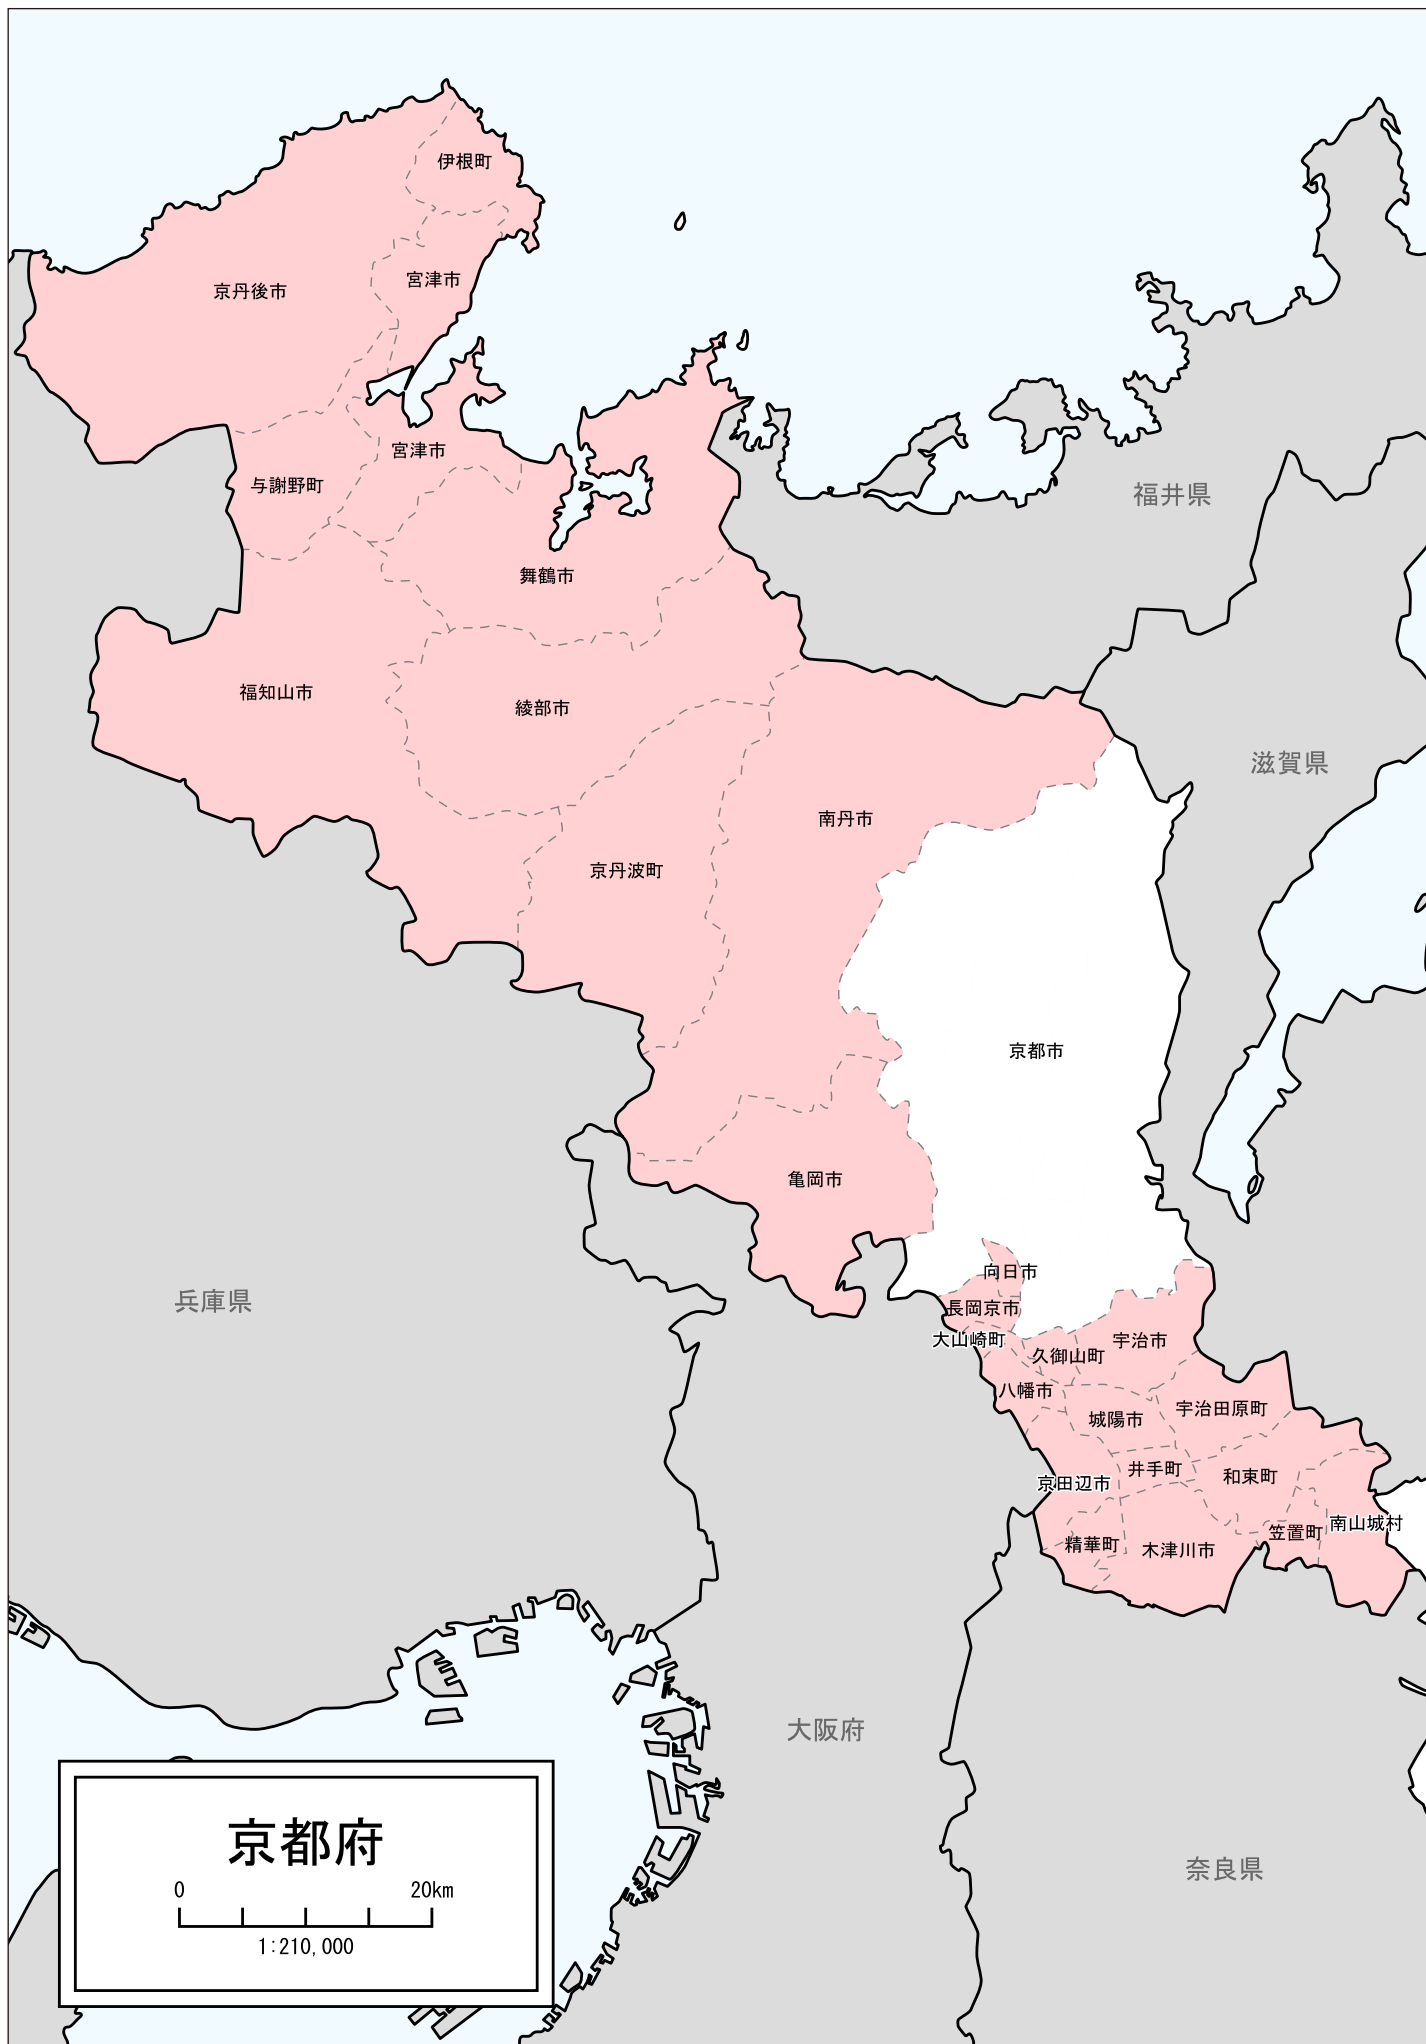 伊根町
宮津市
京丹後市
宮津市
与謝野町
福井県
舞鶴市
福知山市
綾部市
滋賀県
南丹市
京丹波町
京都市
亀岡市
向日市
兵庫県
長岡京市
大山崎町
宇治市
久御山町
八幡市
宇治田原町
城陽市
井手町
和束町
京田辺市
南山城村
笠置町
精華町
木津川市
大阪府
奈良県
京都府
0 20km
1:210,000